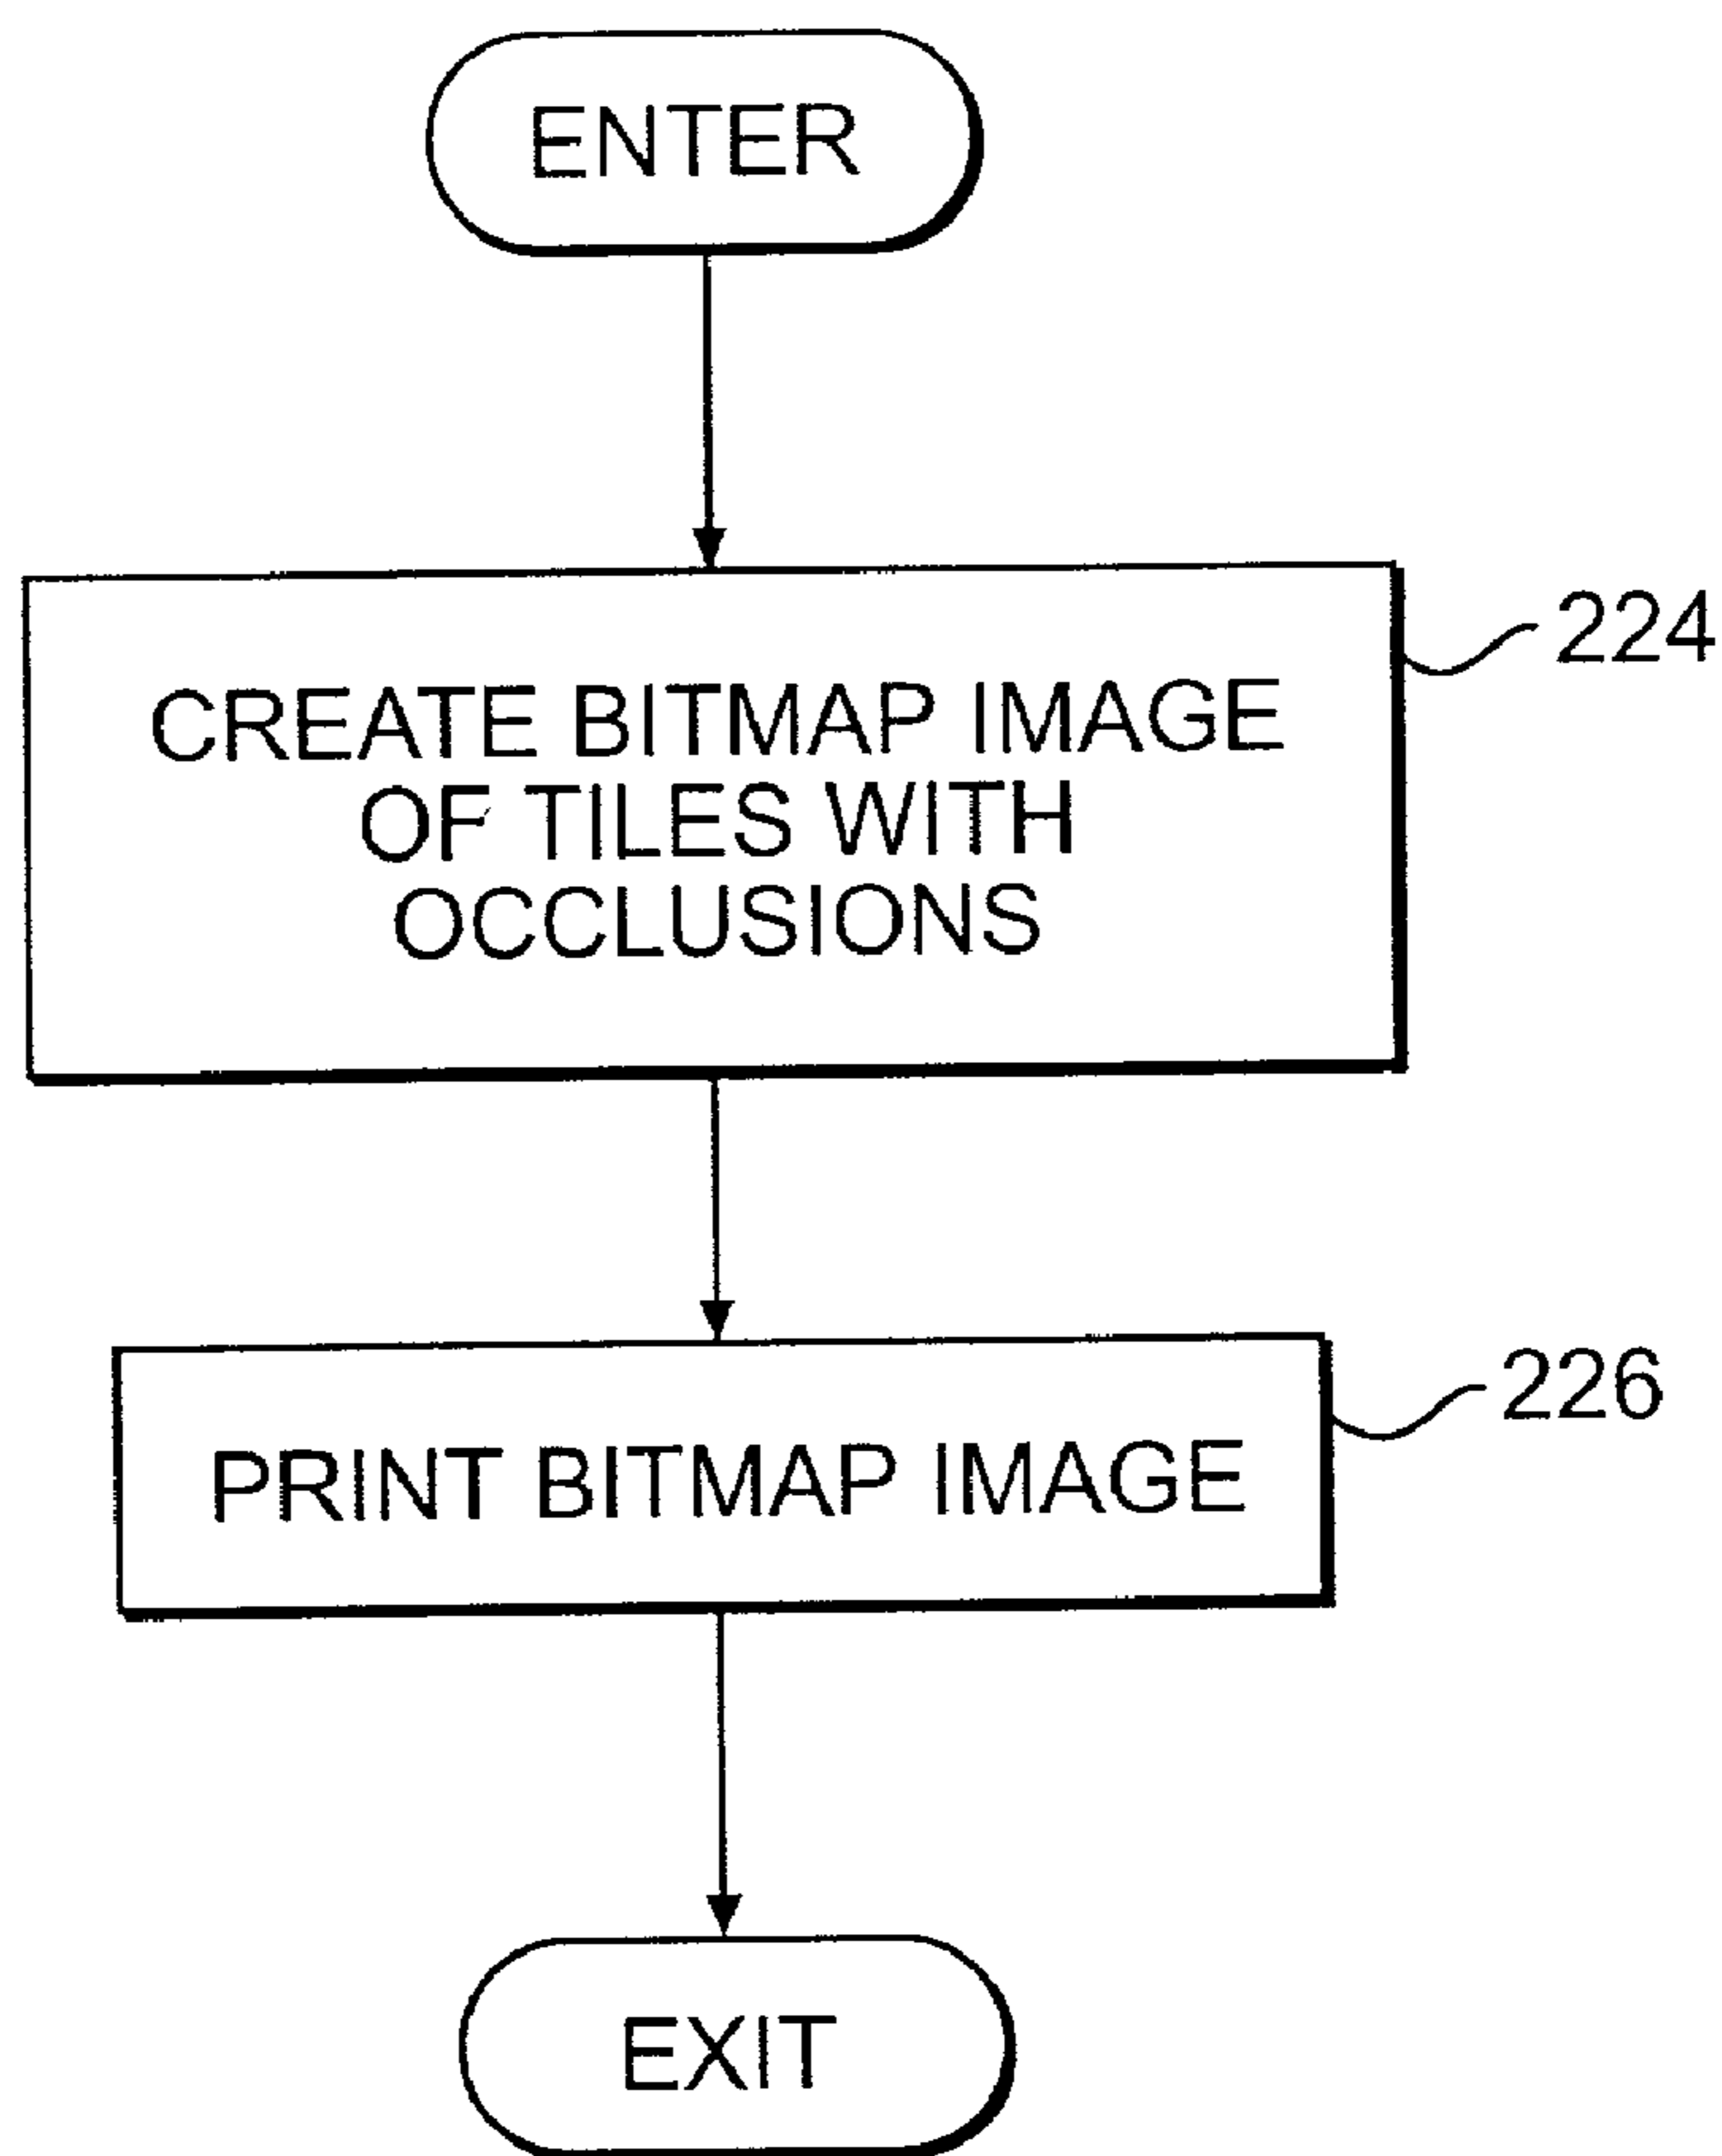 ENTER
CREATE BITMAP IMAGE
OF TILES WITH
OCCLUSIONS
224
PRINT BITMAP IMAGE
226
EXIT